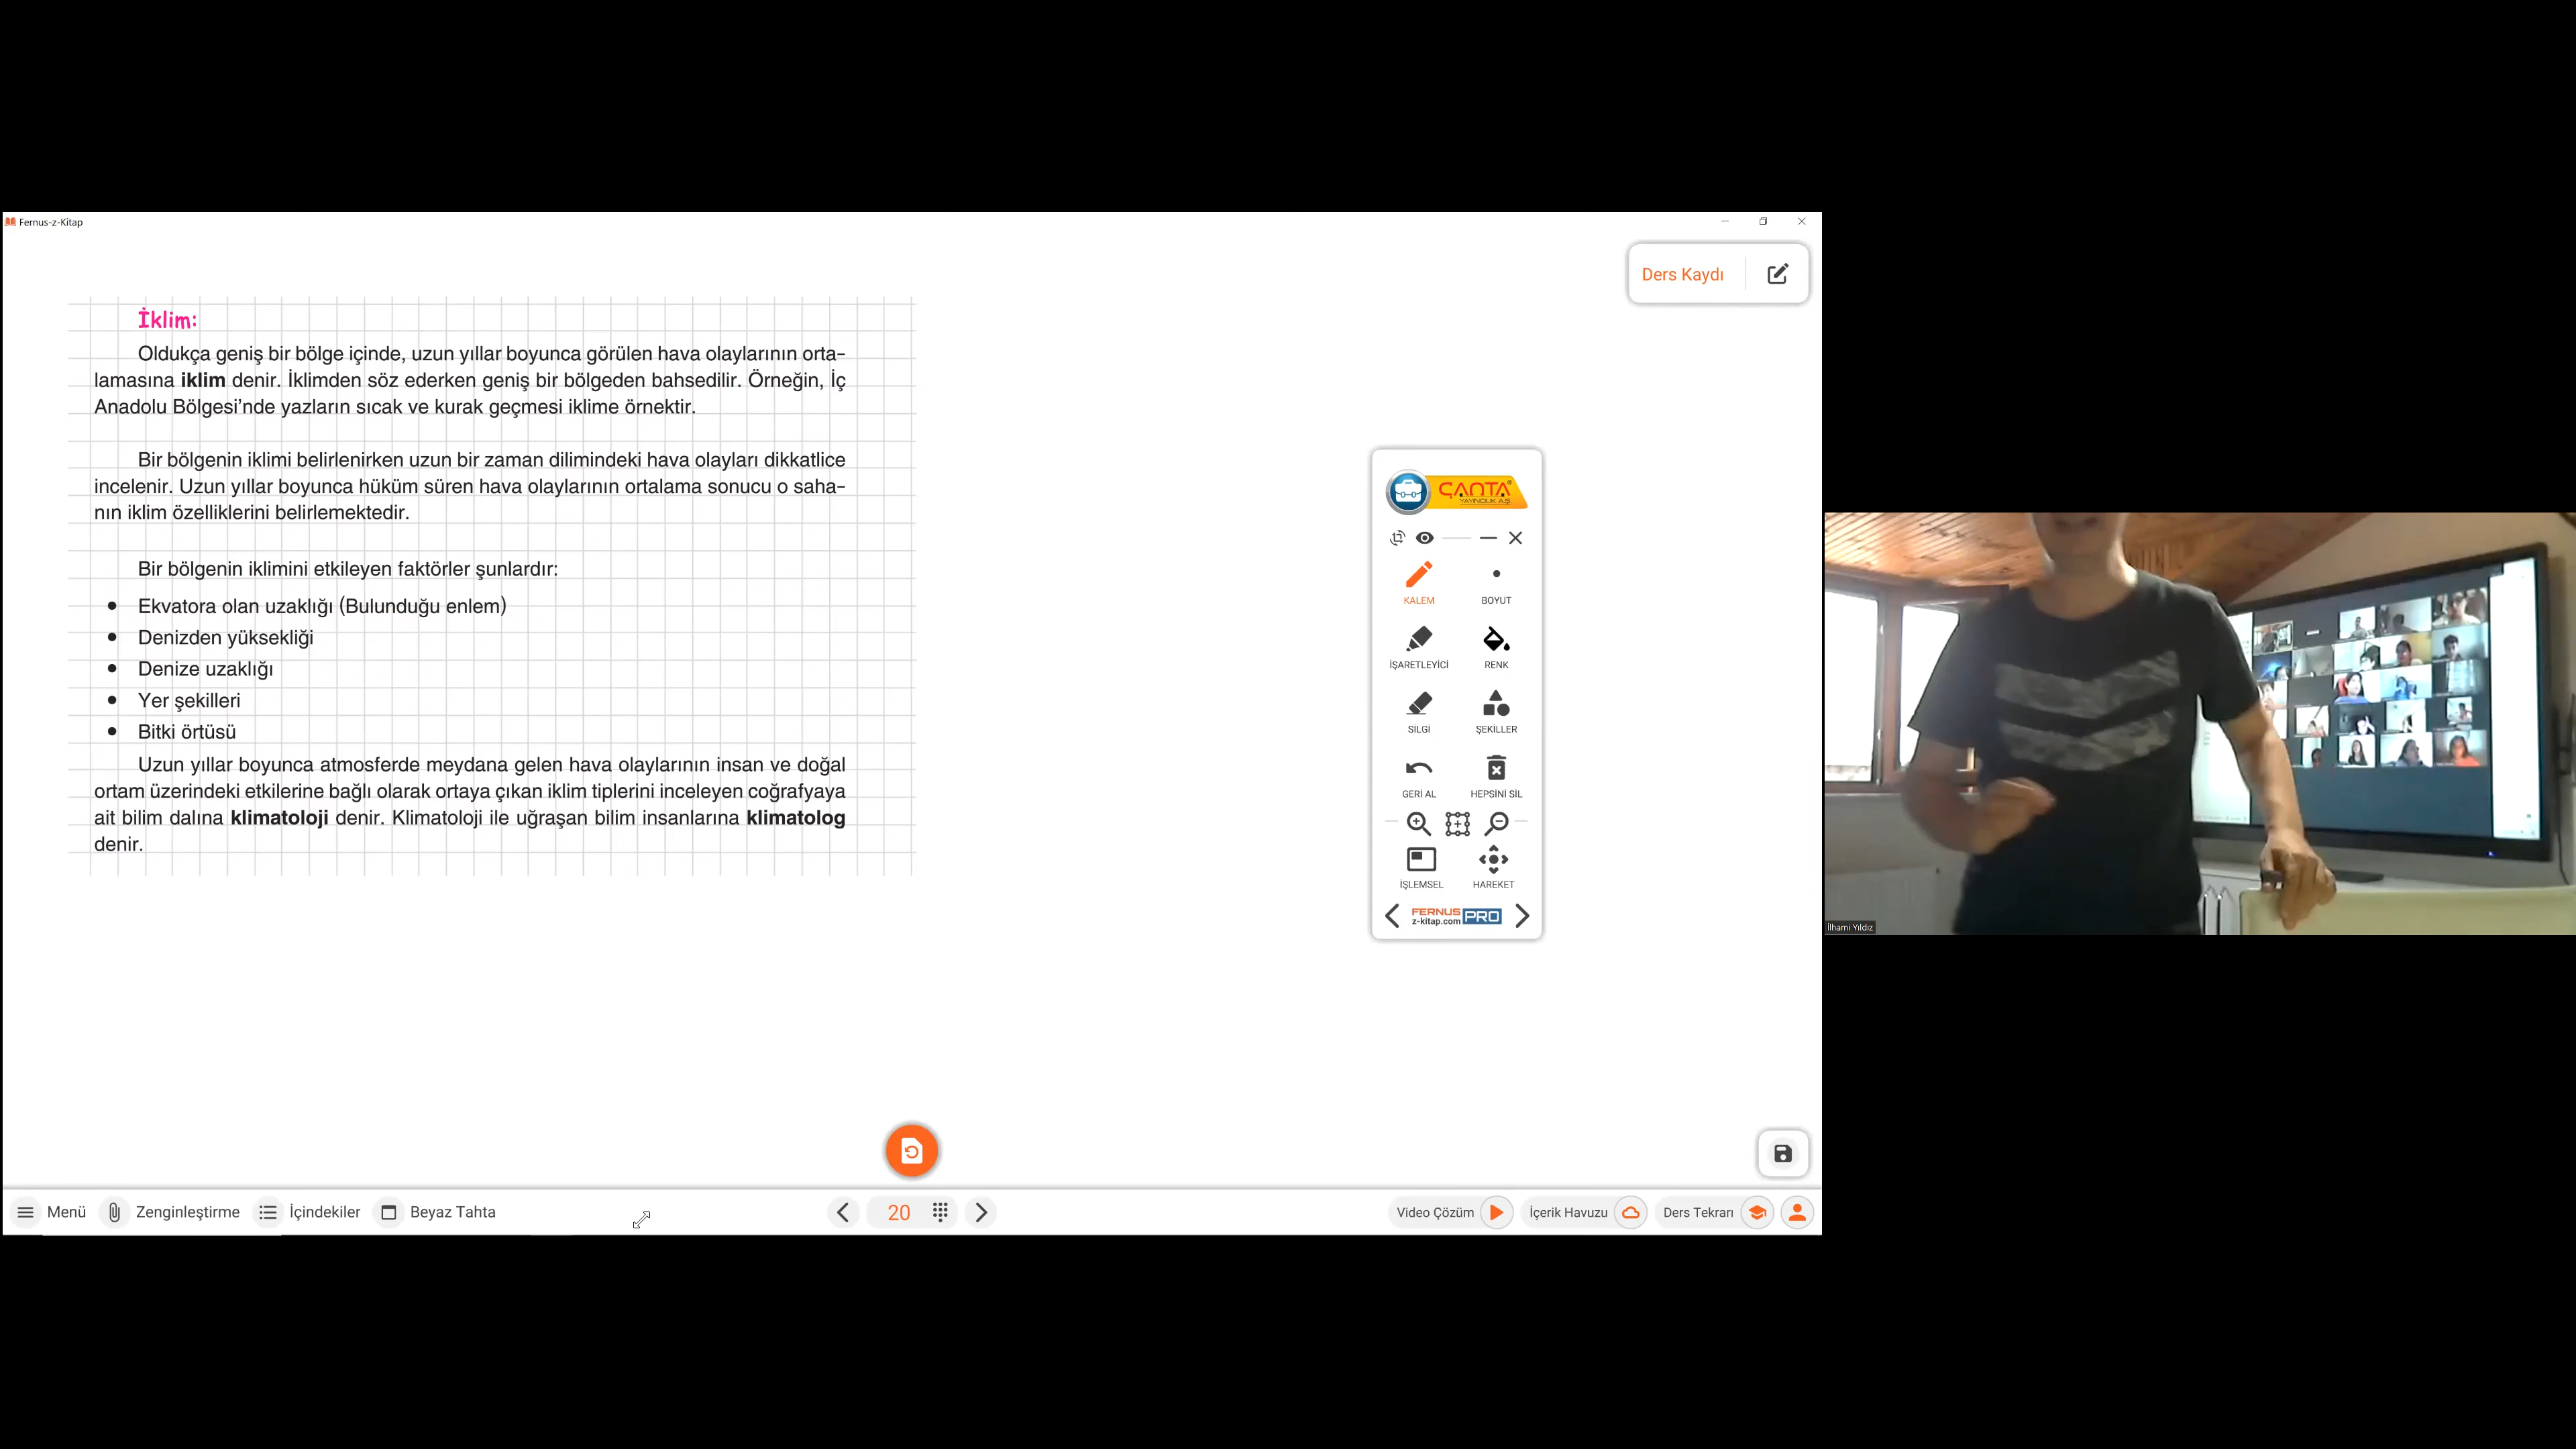 Fernus-z-Kitap
Ders Kaydı
İklim:
Oldukça geniş bir bölge içinde, uzun yıllar boyunca görülen hava olaylarının orta-
lamasına iklim denir. İklimden söz ederken geniş bir bölgeden bahsedilir. Örneğin, İç
Anadolu Bölgesi'nde yazların sıcak ve kurak geçmesi iklime örnektir.
Bir bölgenin iklimi belirlenirken uzun bir zaman dilimindeki hava olayları dikkatlice
incelenir. Uzun yıllar boyunca hüküm süren hava olaylarının ortalama sonucu o saha-
nın iklim özelliklerini belirlemektedir.
Bir bölgenin iklimini etkileyen faktörler şunlardır:
• Ekvatora olan uzaklığı (Bulunduğu enlem)
• Denizden yüksekliği
• Denize uzaklığı
• Yer şekilleri
• Bitki örtüsü
Uzun yıllar boyunca atmosferde meydana gelen hava olaylarının insan ve doğal
ortam üzerindeki etkilerine bağlı olarak ortaya çıkan iklim tiplerini inceleyen coğrafyaya
ait bilim dalına klimatoloji denir. Klimatoloji ile uğraşan bilim insanlarına klimatolog
denir.
ÇANTA
YAYINCILIK A.Ş.
KALEM BOYUT
İŞARETLEYİCİ RENK
SİLGİ ŞEKİLLER
GERİ AL HEPSİNİ SİL
İŞLEMSEL HAREKET
FERNUS
z-kitap.com PRO
İlhami Yıldız
Menü Zenginleştirme İçindekiler Beyaz Tahta 20 Video Çözüm İçerik Havuzu Ders Tekrarı